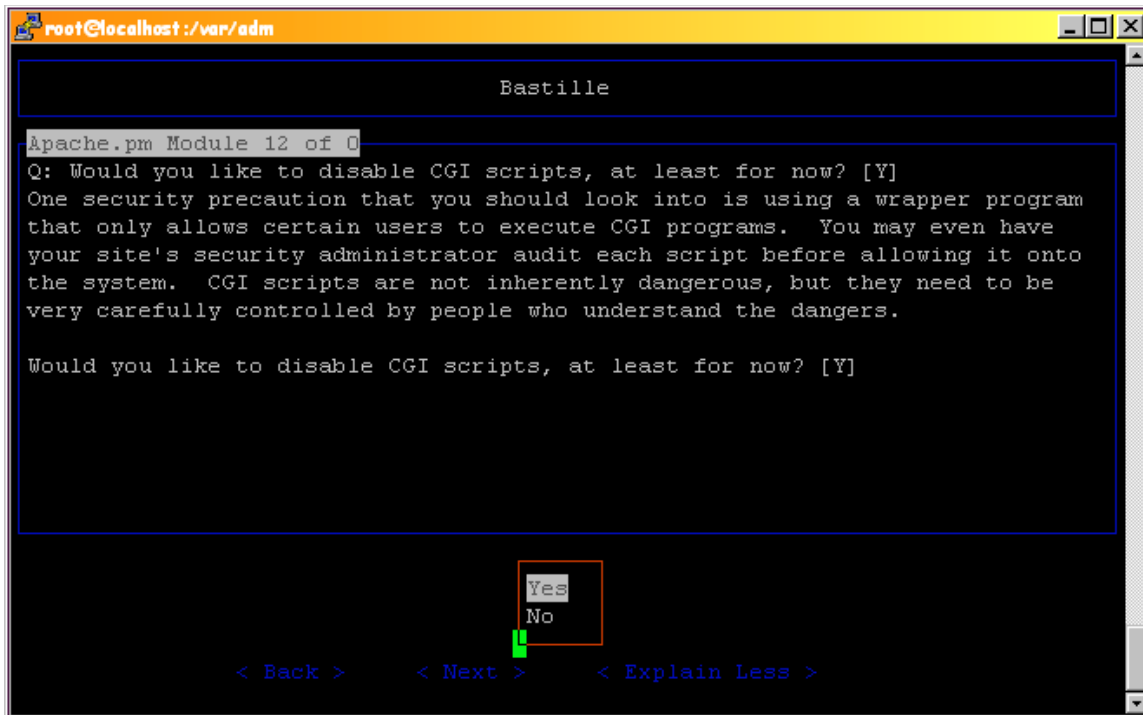 root@localhost:/var/adm
Bastille
Apache.pm Module 12 of 0
Q: Would you like to disable CGI scripts, at least for now? [Y]
One security precaution that you should look into is using a wrapper program
that only allows certain users to execute CGI programs.  You may even have
your site's security administrator audit each script before allowing it onto
the system.  CGI scripts are not inherently dangerous, but they need to be
very carefully controlled by people who understand the dangers.
Would you like to disable CGI scripts, at least for now? [Y]
Yes
No
< Back > < Next > < Explain Less >